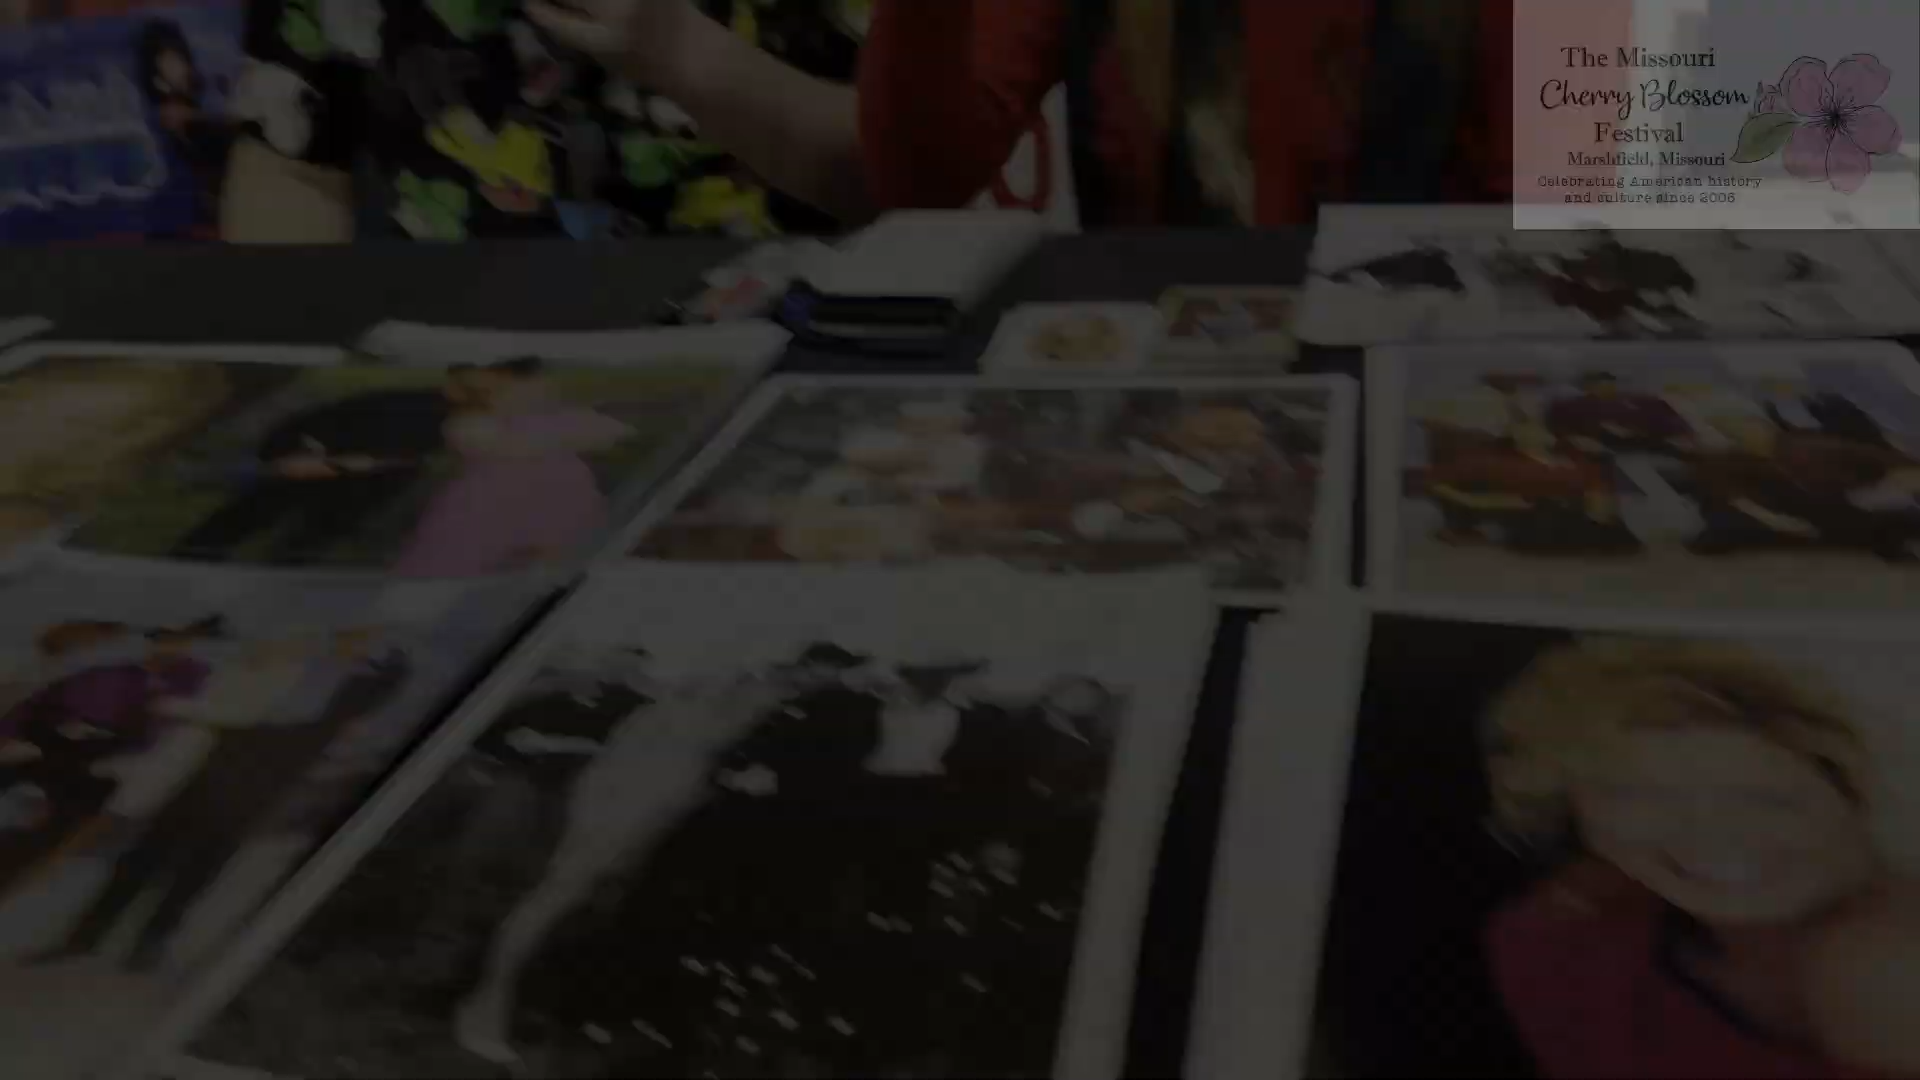 The Missouri
Cherry Blossom
Festival
Marshfield, Missouri
Celebrating American history
and culture since 2006